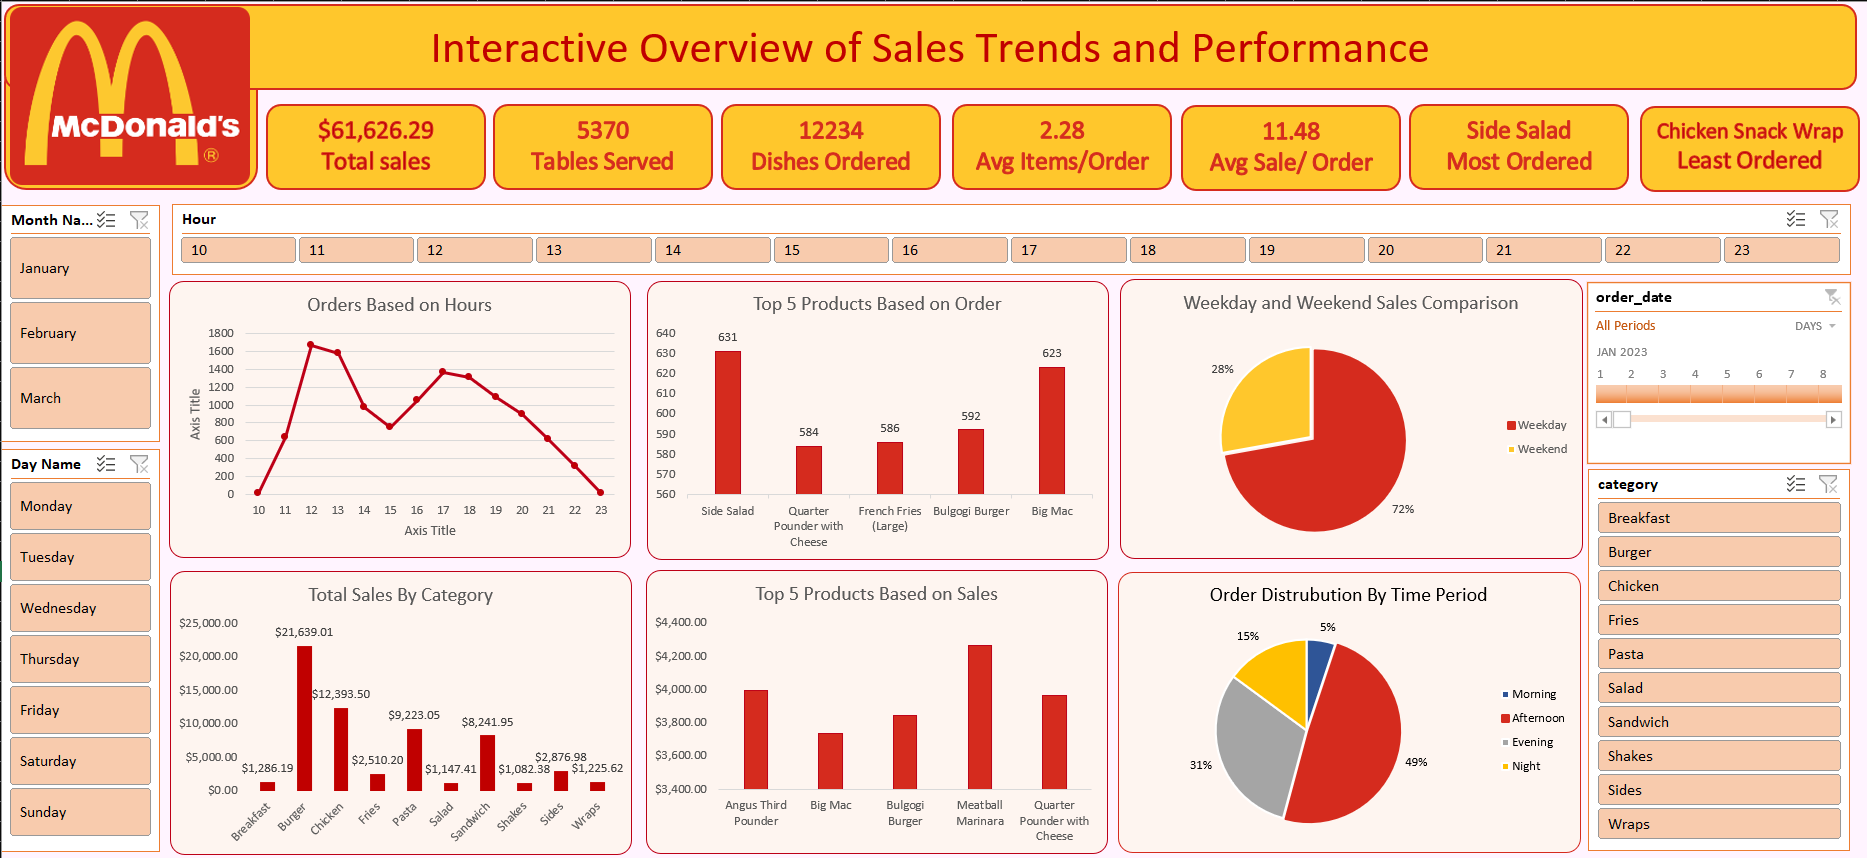 McDonald's
®
Interactive Overview of Sales Trends and Performance
$61,626.29
Total sales
5370
Tables Served
12234
Dishes Ordered
2.28
Avg Items/Order
11.48
Avg Sale/ Order
Side Salad
Most Ordered
Chicken Snack Wrap
Least Ordered
Month Na...
January
February
March
Hour
10 11 12 13 14 15 16 17 18 19 20 21 22 23
Day Name
Monday
Tuesday
Wednesday
Thursday
Friday
Saturday
Sunday
Orders Based on Hours
1800
1600
1400
1200
1000
800
600
400
200
0
Axis Title
10 11 12 13 14 15 16 17 18 19 20 21 22 23
Axis Title
Top 5 Products Based on Order
640
630
620
610
600
590
580
570
560
631
584
586
592
623
Side Salad
Quarter
Pounder with
Cheese
French Fries
(Large)
Bulgogi Burger
Big Mac
Weekday and Weekend Sales Comparison
28%
72%
Weekday
Weekend
order_date
All Periods
DAYS
JAN 2023
1 2 3 4 5 6 7 8
category
Breakfast
Burger
Chicken
Fries
Pasta
Salad
Sandwich
Shakes
Sides
Wraps
Total Sales By Category
$25,000.00
$20,000.00
$15,000.00
$10,000.00
$5,000.00
$0.00
$1,286.19
$21,639.01
$12,393.50
$2,510.20
$9,223.05
$1,147.41
$8,241.95
$1,082.38
$2,876.98
$1,225.62
Breakfast
Burger
Chicken
Fries
Pasta
Salad
Sandwich
Shakes
Sides
Wraps
Top 5 Products Based on Sales
$4,400.00
$4,200.00
$4,000.00
$3,800.00
$3,600.00
$3,400.00
Angus Third
Pounder
Big Mac
Bulgogi
Burger
Meatball
Marinara
Quarter
Pounder with
Cheese
Order Distrubution By Time Period
5%
15%
31%
49%
Morning
Afternoon
Evening
Night